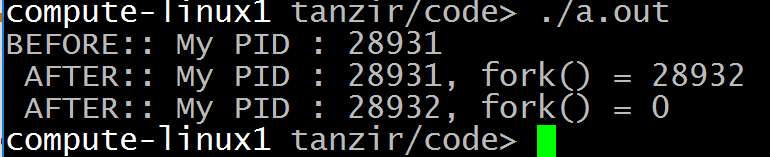 compute-linux1 tanzir/code> ./a.out
BEFORE:: My PID : 28931
 AFTER:: My PID : 28931, fork() = 28932
 AFTER:: My PID : 28932, fork() = 0
compute-linux1 tanzir/code>